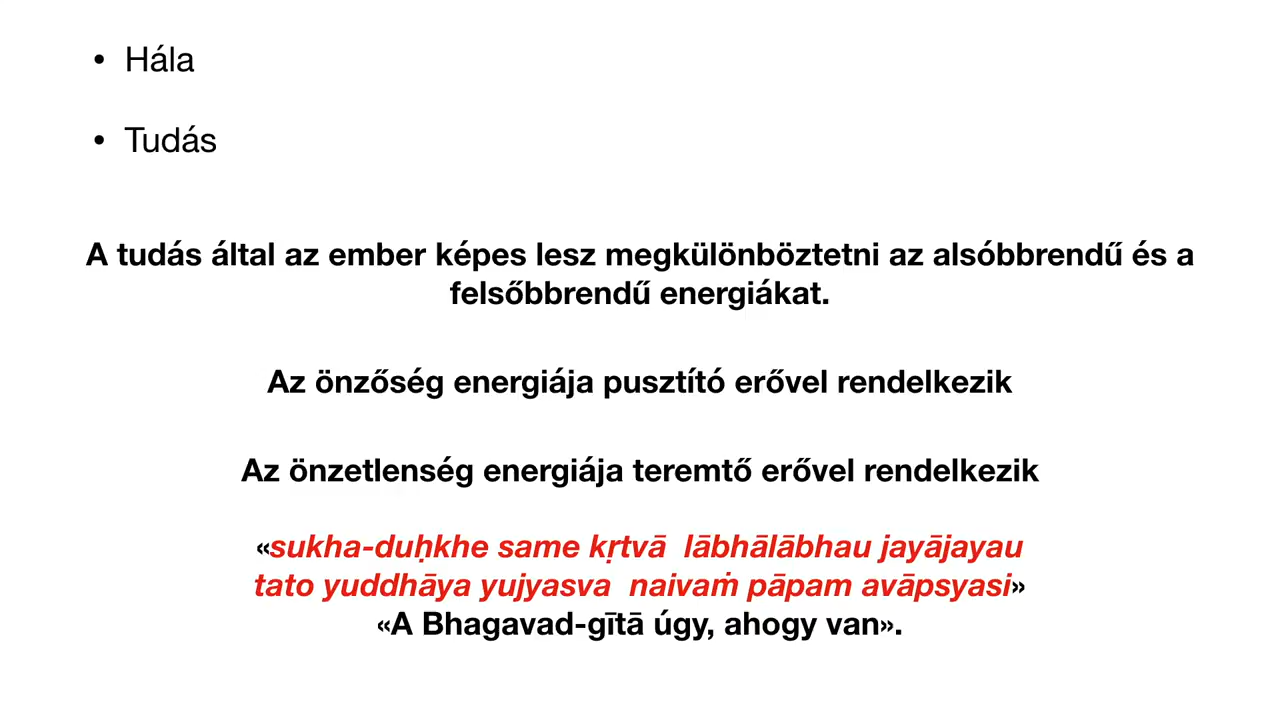 • Hála
• Tudás
A tudás által az ember képes lesz megkülönböztetni az alsóbbrendű és a
felsőbbrendű energiákat.
Az önzőség energiája pusztító erővel rendelkezik
Az önzetlenség energiája teremtő erővel rendelkezik
«sukha-duḥkhe same kṛtvā  lābhālābhau jayājayau
tato yuddhāya yujyasva  naivaṁ pāpam avāpsyasi»
«A Bhagavad-gītā úgy, ahogy van».